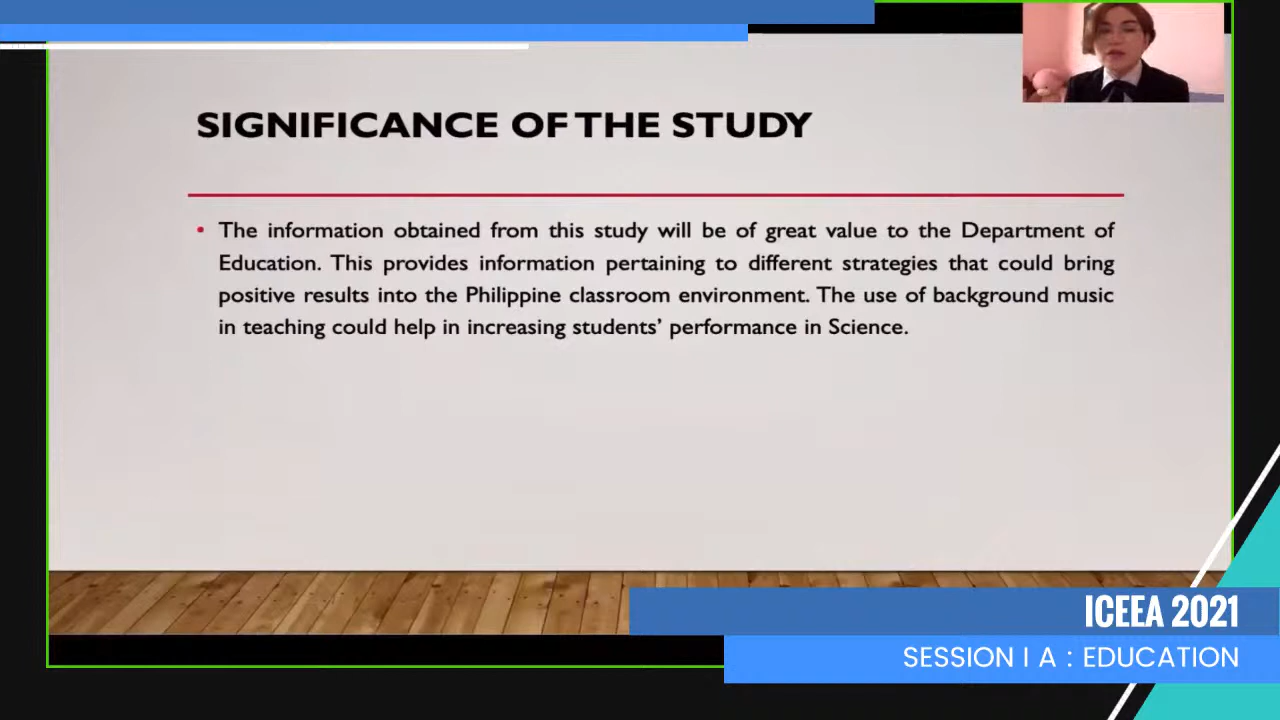 SIGNIFICANCE OF THE STUDY
• The information obtained from this study will be of great value to the Department of
Education. This provides information pertaining to different strategies that could bring
positive results into the Philippine classroom environment. The use of background music
in teaching could help in increasing students’ performance in Science.
ICEEA 2021
SESSION I A : EDUCATION